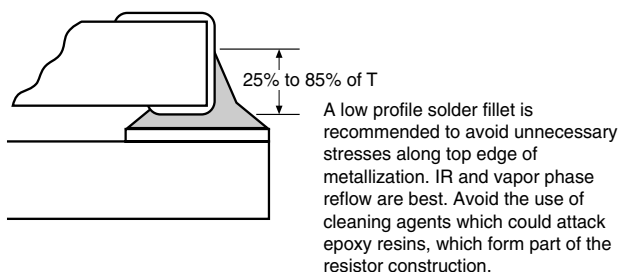 25% to 85% of T
A low profile solder fillet is
recommended to avoid unnecessary
stresses along top edge of
metallization. IR and vapor phase
reflow are best. Avoid the use of
cleaning agents which could attack
epoxy resins, which form part of the
resistor construction.